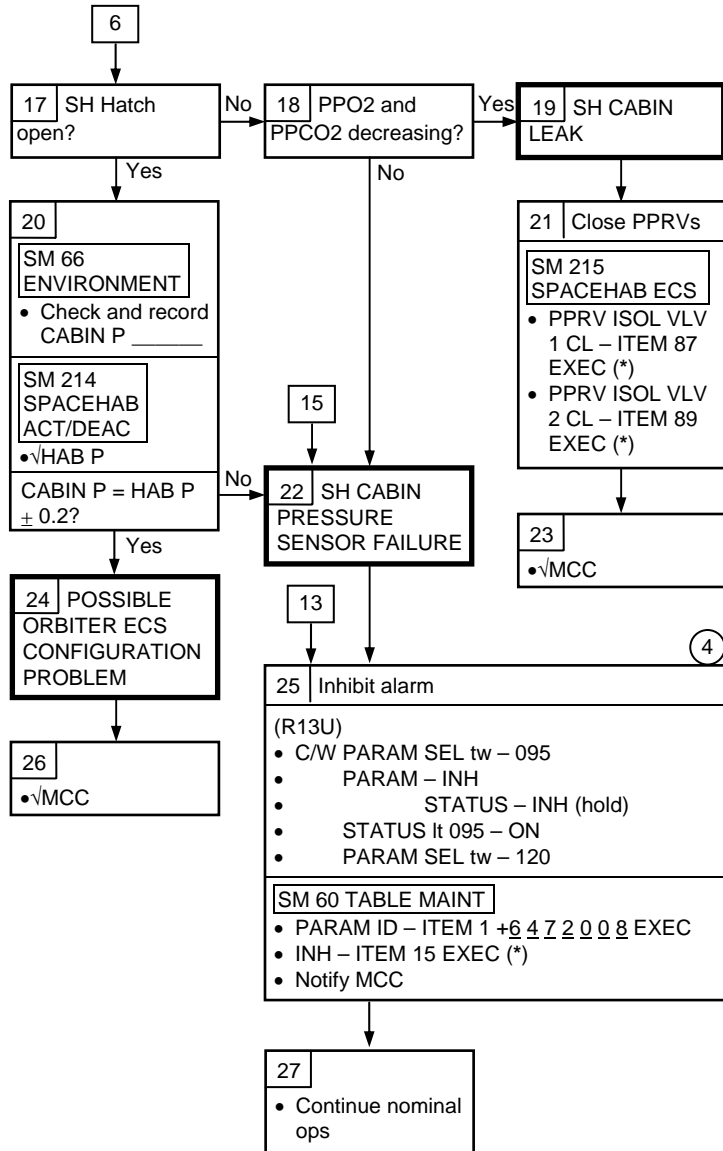 6
17 SH Hatch
open?
No
18 PPO2 and
PPCO2 decreasing?
Yes
19 SH CABIN
LEAK
Yes
No
20
SM 66
ENVIRONMENT
• Check and record
CABIN P ______
SM 214
SPACEHAB
ACT/DEAC
•√HAB P
CABIN P = HAB P
± 0.2?
No
Yes
21 Close PPRVs
SM 215
SPACEHAB ECS
• PPRV ISOL VLV
1 CL – ITEM 87
EXEC (*)
• PPRV ISOL VLV
2 CL – ITEM 89
EXEC (*)
15
22 SH CABIN
PRESSURE
SENSOR FAILURE
23
•√MCC
24 POSSIBLE
ORBITER ECS
CONFIGURATION
PROBLEM
13
4
25 Inhibit alarm
(R13U)
• C/W PARAM SEL tw – 095
• PARAM – INH
• STATUS – INH (hold)
• STATUS lt 095 – ON
• PARAM SEL tw – 120
SM 60 TABLE MAINT
• PARAM ID – ITEM 1 +6 4 7 2 0 0 8 EXEC
• INH – ITEM 15 EXEC (*)
• Notify MCC
26
•√MCC
27
• Continue nominal
ops